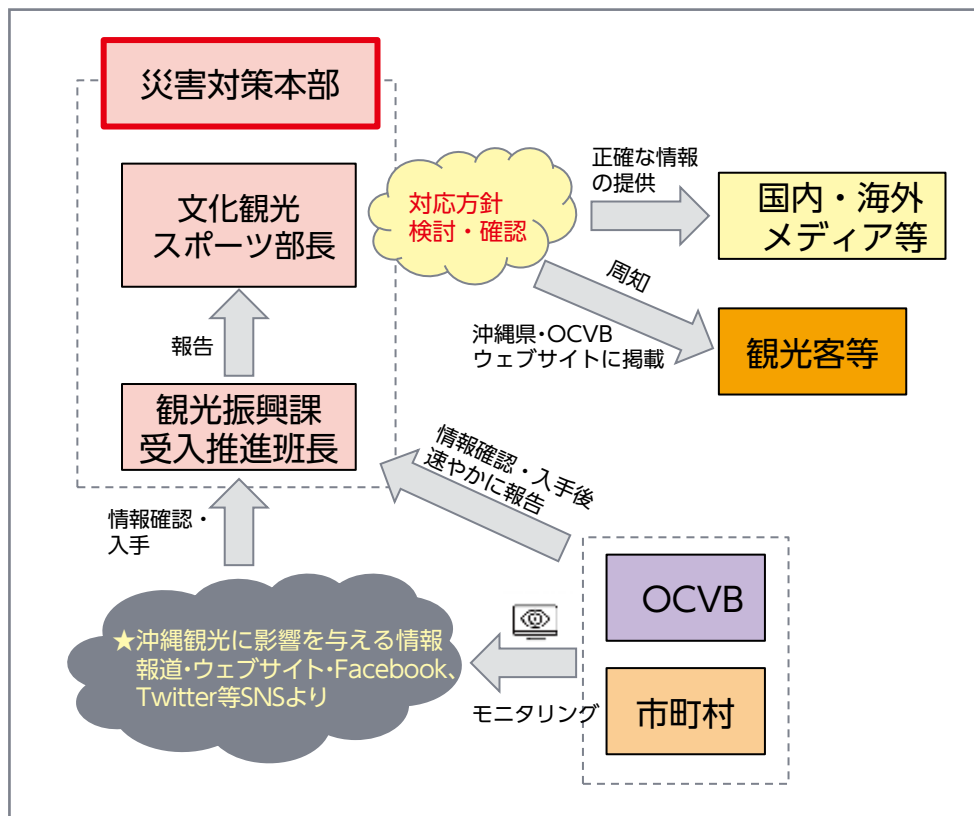 災害対策本部
文化観光
スポーツ部長
対応方針
検討・確認
正確な情報
の提供
国内・海外
メディア等
周知
沖縄県・OCVB
ウェブサイトに掲載
観光客等
報告
観光振興課
受入推進班長
情報確認・入手後
速やかに報告
情報確認・
入手
OCVB
★沖縄観光に影響を与える情報
報道・ウェブサイト・Facebook、
Twitter等SNSより
モニタリング
市町村